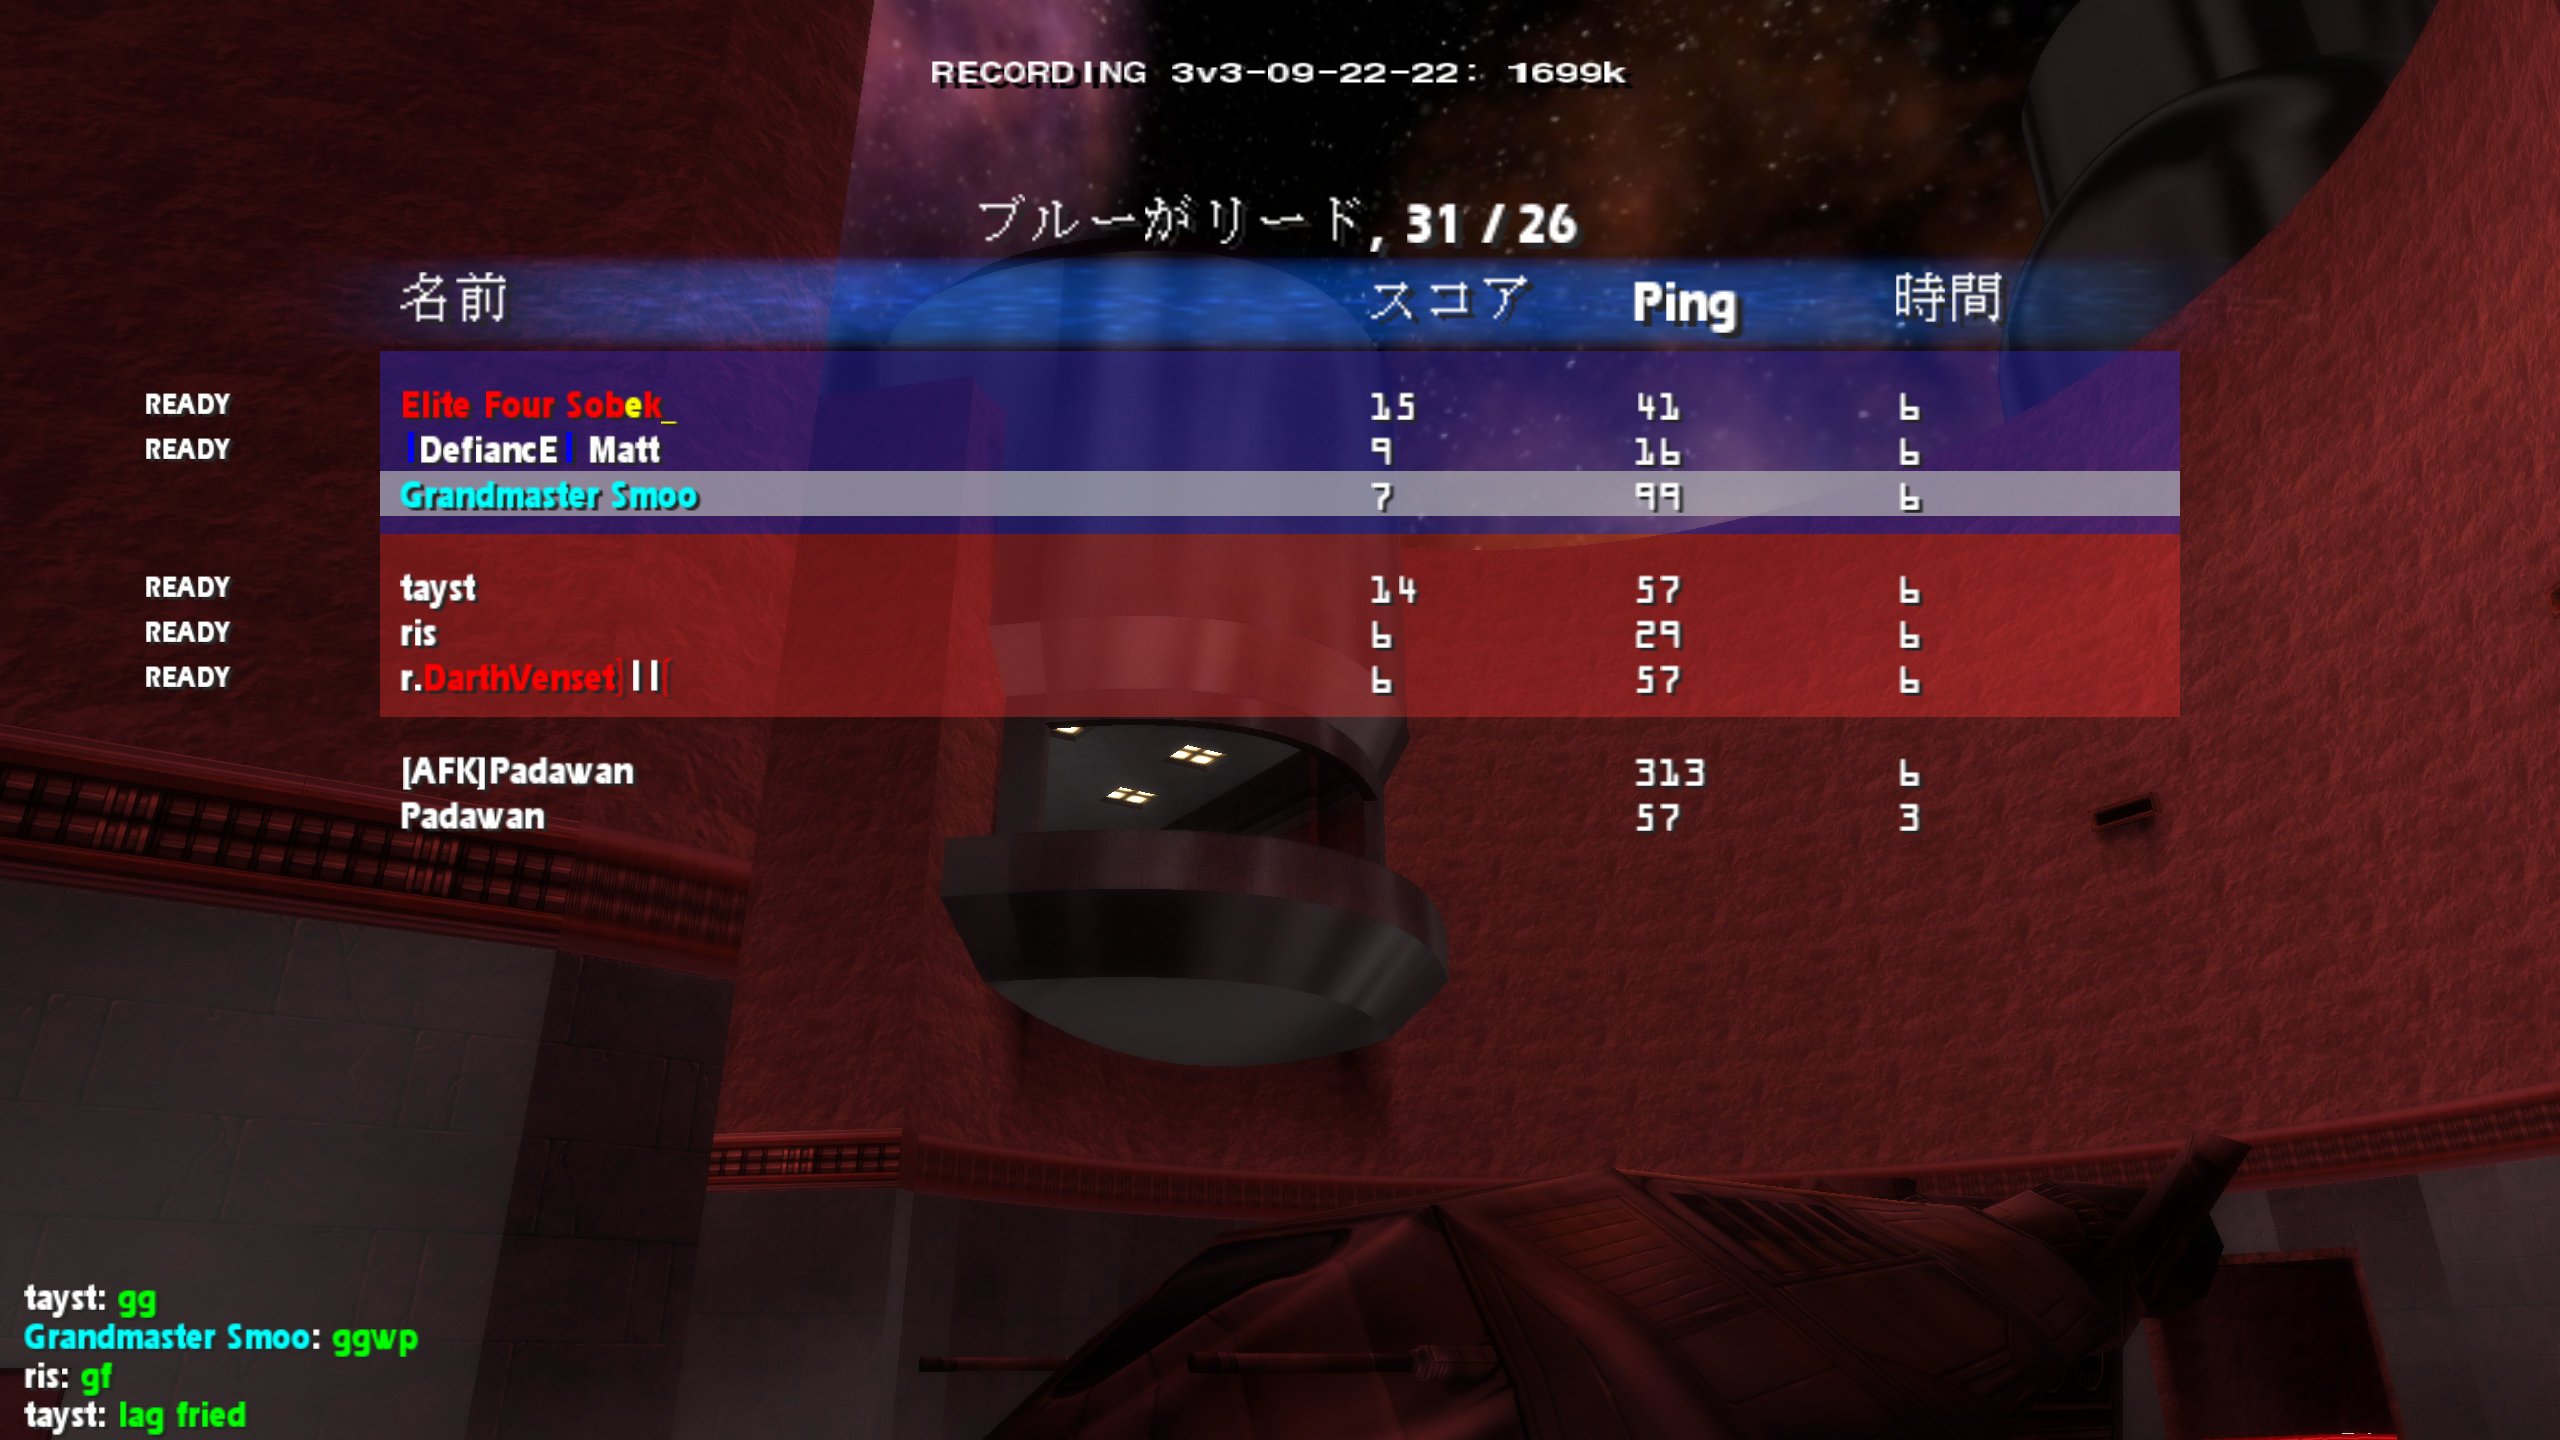 RECORDING 3v3-09-22-22: 1699k
ブルーがリード, 31 / 26
名前 スコア Ping 時間
READY Elite Four Sobek_ 15 41 6
READY |DefiancE| Matt 9 16 6
Grandmaster Smoo 7 99 6
READY tayst 14 57 6
READY ris 6 29 6
READY r.DarthVenset}||{ 6 57 6
[AFK]Padawan 313 6
Padawan 57 3
tayst: gg
Grandmaster Smoo: ggwp
ris: gf
tayst: lag fried